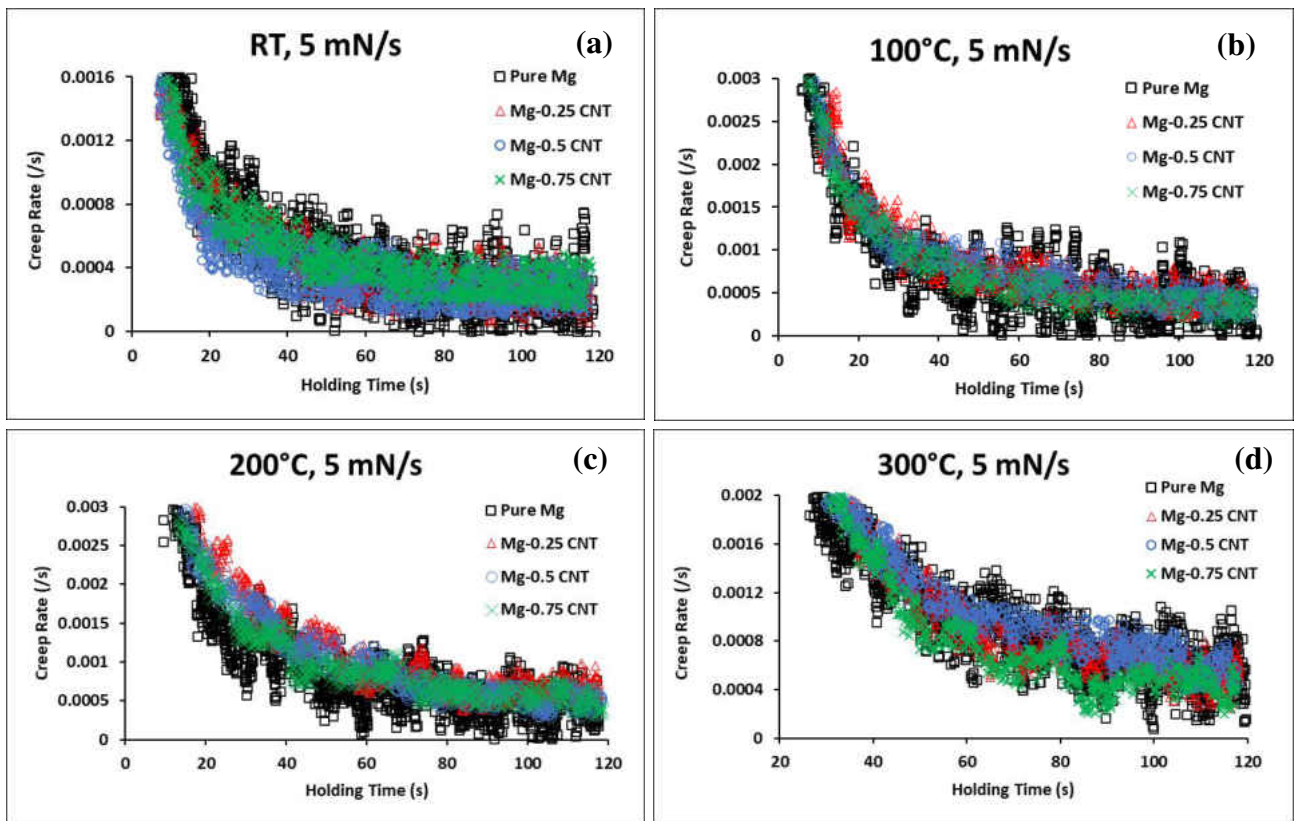 RT, 5 mN/s
(a)
Creep Rate (/s)
0.0016
0.0012
0.0008
0.0004
0
0 20 40 60 80 100 120
Holding Time (s)
Pure Mg
Mg-0.25 CNT
Mg-0.5 CNT
Mg-0.75 CNT
100°C, 5 mN/s
(b)
Creep Rate (/s)
0.003
0.0025
0.002
0.0015
0.001
0.0005
0
0 20 40 60 80 100 120
Holding Time (s)
Pure Mg
Mg-0.25 CNT
Mg-0.5 CNT
Mg-0.75 CNT
200°C, 5 mN/s
(c)
Creep Rate (/s)
0.003
0.0025
0.002
0.0015
0.001
0.0005
0
0 20 40 60 80 100 120
Holding Time (s)
Pure Mg
Mg-0.25 CNT
Mg-0.5 CNT
Mg-0.75 CNT
300°C, 5 mN/s
(d)
Creep Rate (/s)
0.002
0.0016
0.0012
0.0008
0.0004
0
20 40 60 80 100 120
Holding Time (s)
Pure Mg
Mg-0.25 CNT
Mg-0.5 CNT
Mg-0.75 CNT